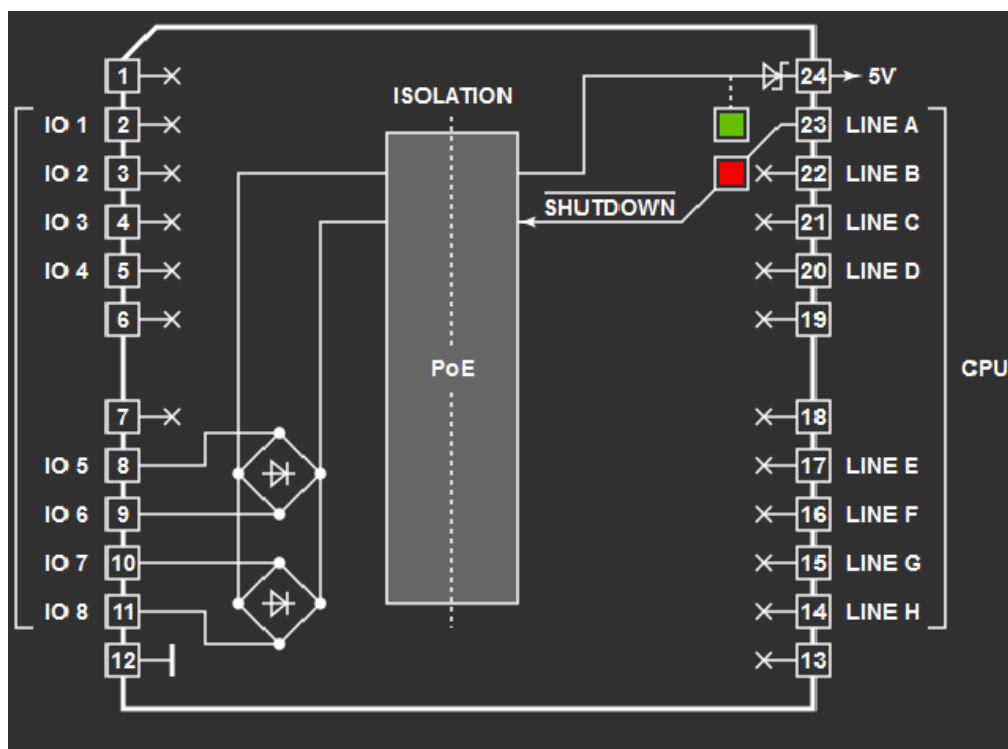 ISOLATION
1
24 5V
IO 1 2
23 LINE A
IO 2 3
22 LINE B
SHUTDOWN
IO 3 4
21 LINE C
IO 4 5
20 LINE D
6
19
PoE
CPU
7
18
IO 5 8
17 LINE E
IO 6 9
16 LINE F
IO 7 10
15 LINE G
IO 8 11
14 LINE H
12
13